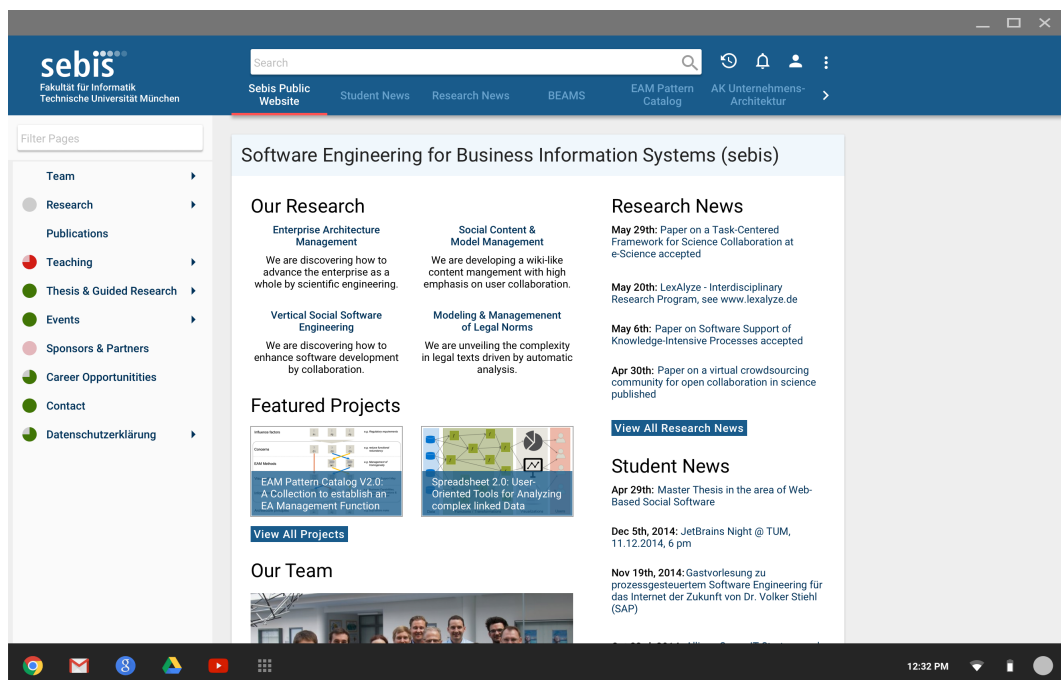 sebis
Fakultät für Informatik
Technische Universität München
Search
Sebis Public
Website
Student News
Research News
BEAMS
EAM Pattern
Catalog
AK Unternehmens-
Architektur
Filter Pages
Team
Research
Publications
Teaching
Thesis & Guided Research
Events
Sponsors & Partners
Career Opportunitities
Contact
Datenschutzerklärung
Software Engineering for Business Information Systems (sebis)
Our Research
Enterprise Architecture
Management
We are discovering how to
advance the enterprise as a
whole by scientific engineering.
Social Content &
Model Management
We are developing a wiki-like
content mangement with high
emphasis on user collaboration.
Vertical Social Software
Engineering
We are discovering how to
enhance software development
by collaboration.
Modeling & Managemenent
of Legal Norms
We are unveiling the complexity
in legal texts driven by automatic
analysis.
Featured Projects
Influence factors
Concerns
EAM Methods
EAM Pattern Catalog V2.0:
A Collection to establish an
EA Management Function
Spreadsheet 2.0: User-
Oriented Tools for Analyzing
complex linked Data
View All Projects
Our Team
Research News
May 29th: Paper on a Task-Centered
Framework for Science Collaboration at
e-Science accepted
May 20th: LexAlyze - Interdisciplinary
Research Program, see www.lexalyze.de
May 6th: Paper on Software Support of
Knowledge-Intensive Processes accepted
Apr 30th: Paper on a virtual crowdsourcing
community for open collaboration in science
published
View All Research News
Student News
Apr 29th: Master Thesis in the area of Web-
Based Social Software
Dec 5th, 2014: JetBrains Night @ TUM,
11.12.2014, 6 pm
Nov 19th, 2014: Gastvorlesung zu
prozessgesteuertem Software Engineering für
das Internet der Zukunft von Dr. Volker Stiehl
(SAP)
8
12:32 PM